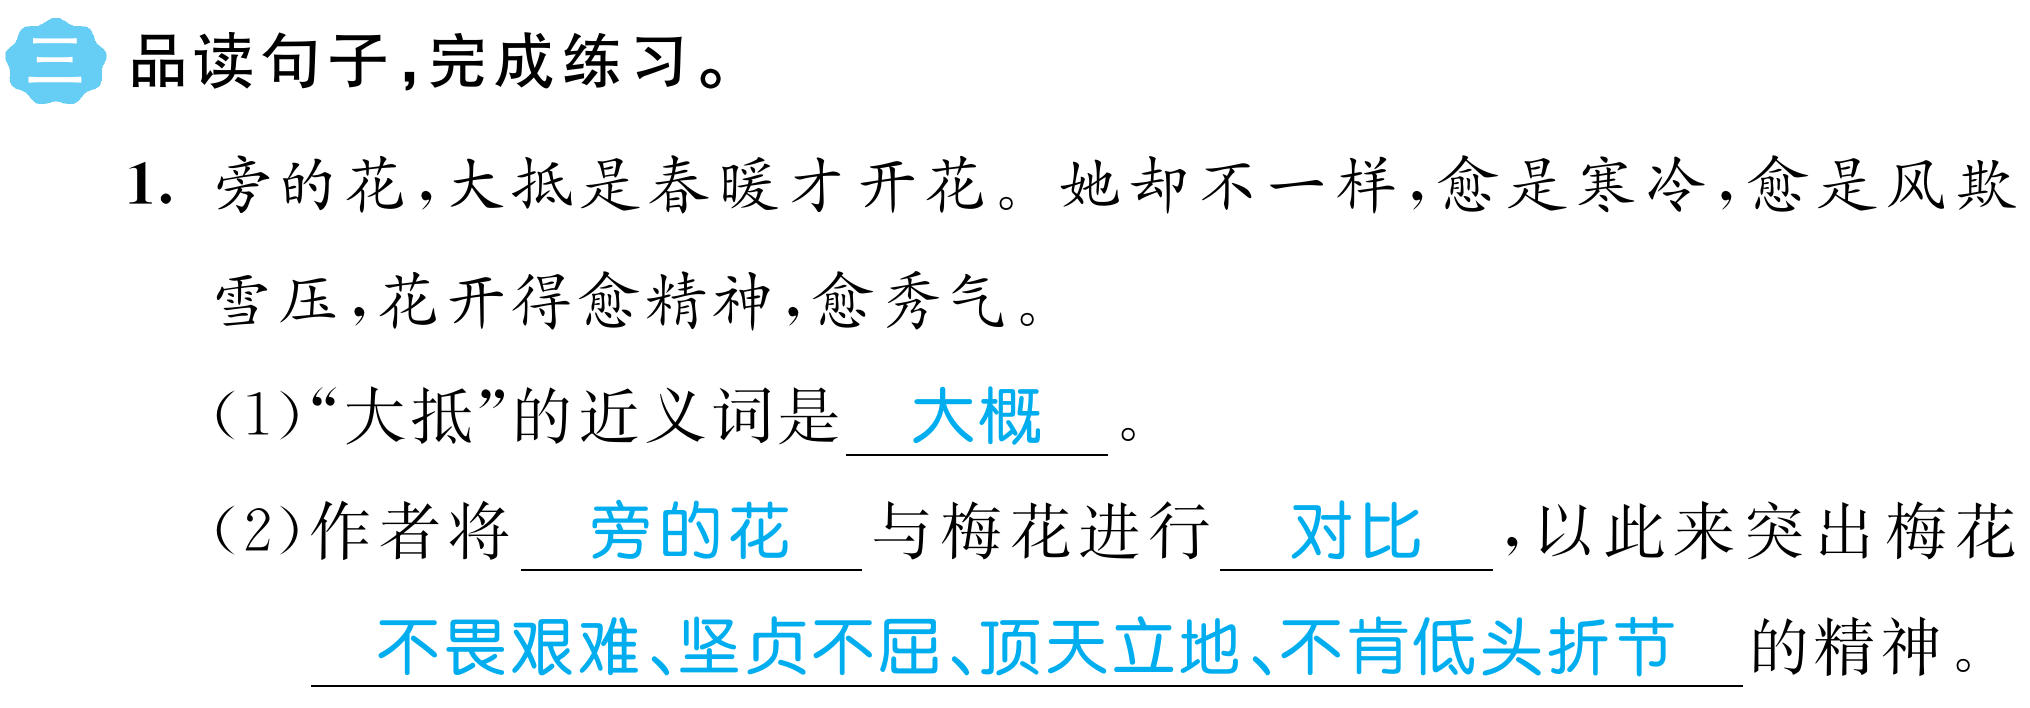 三 品读句子,完成练习。
1. 旁的花,大抵是春暖才开花。她却不一样,愈是寒冷,愈是风欺
雪压,花开得愈精神,愈秀气。
(1)“大抵”的近义词是 大概 。
(2)作者将 旁的花 与梅花进行 对比 ,以此来突出梅花
不畏艰难、坚贞不屈、顶天立地、不肯低头折节 的精神。